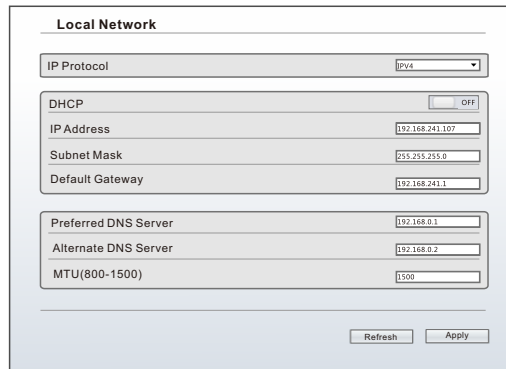 Local Network
IP Protocol IPV4
DHCP OFF
IP Address 192.168.241.107
Subnet Mask 255.255.255.0
Default Gateway 192.168.241.1
Preferred DNS Server 192.168.0.1
Alternate DNS Server 192.168.0.2
MTU(800-1500) 1500
Refresh Apply